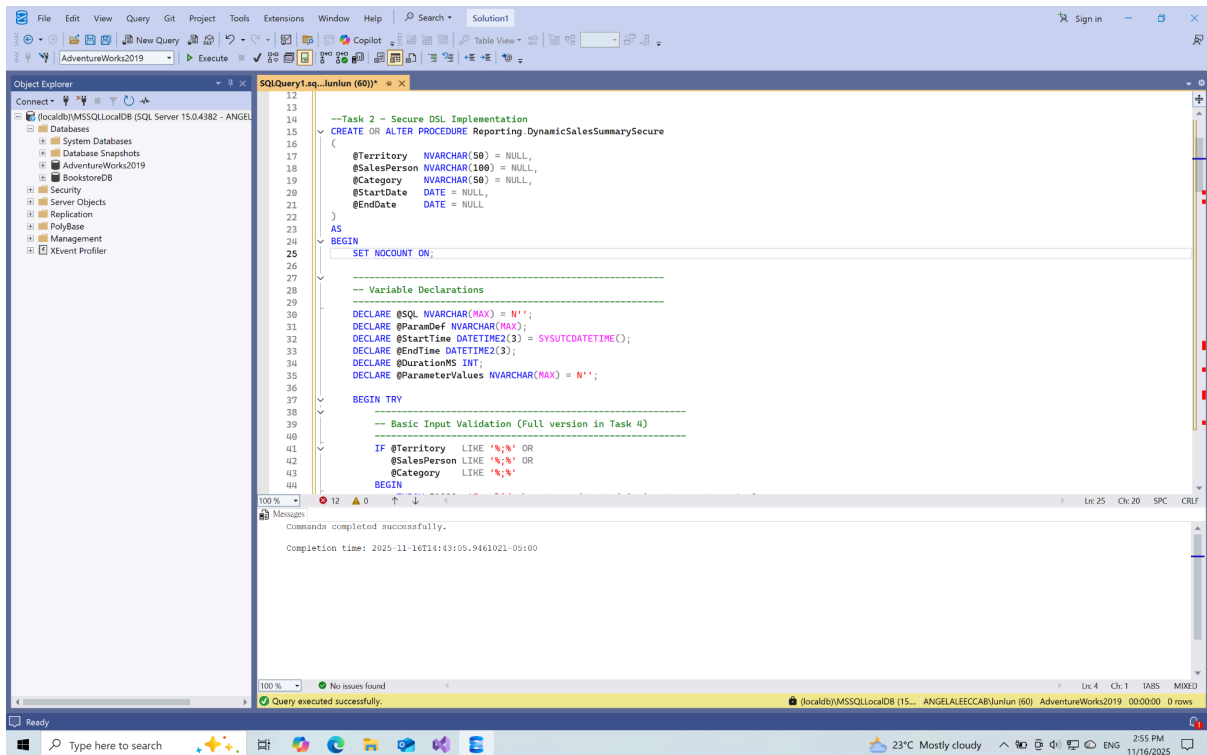 File Edit View Query Git Project Tools Extensions Window Help Search Solution1 Sign in
New Query Copilot Table View
AdventureWorks2019 Execute
Object Explorer
Connect
(localdb)\MSSQLLocalDB (SQL Server 15.0.4382 - ANGEL
Databases
System Databases
Database Snapshots
AdventureWorks2019
BookstoreDB
Security
Server Objects
Replication
PolyBase
Management
XEvent Profiler
SQLQuery1.sq...lunlun (60))*
12
13
14 --Task 2 - Secure DSL Implementation
15 CREATE OR ALTER PROCEDURE Reporting.DynamicSalesSummarySecure
16 (
17 @Territory NVARCHAR(50) = NULL,
18 @SalesPerson NVARCHAR(100) = NULL,
19 @Category NVARCHAR(50) = NULL,
20 @StartDate DATE = NULL,
21 @EndDate DATE = NULL
22 )
23 AS
24 BEGIN
25 SET NOCOUNT ON;
26
27 ------------------------------------------------------------
28 -- Variable Declarations
29 ------------------------------------------------------------
30 DECLARE @SQL NVARCHAR(MAX) = N'';
31 DECLARE @ParamDef NVARCHAR(MAX);
32 DECLARE @StartTime DATETIME2(3) = SYSUTCDATETIME();
33 DECLARE @EndTime DATETIME2(3);
34 DECLARE @DurationMS INT;
35 DECLARE @ParameterValues NVARCHAR(MAX) = N'';
36
37 BEGIN TRY
38 ------------------------------------------------------------
39 -- Basic Input Validation (Full version in Task 4)
40 ------------------------------------------------------------
41 IF @Territory LIKE '%;%' OR
42 @SalesPerson LIKE '%;%' OR
43 @Category LIKE '%;%'
44 BEGIN
100 % 12 0 Ln: 25 Ch: 20 SPC CRLF
Messages
Commands completed successfully.
Completion time: 2025-11-16T14:43:05.9461021-05:00
100 % No issues found Ln: 4 Ch: 1 TABS MIXED
Query executed successfully. (localdb)\MSSQLLocalDB (15... ANGELALEECCAB\lunlun (60) AdventureWorks2019 00:00:00 0 rows
Ready 1
Type here to search 23°C Mostly cloudy ENG 2:55 PM
11/16/2025